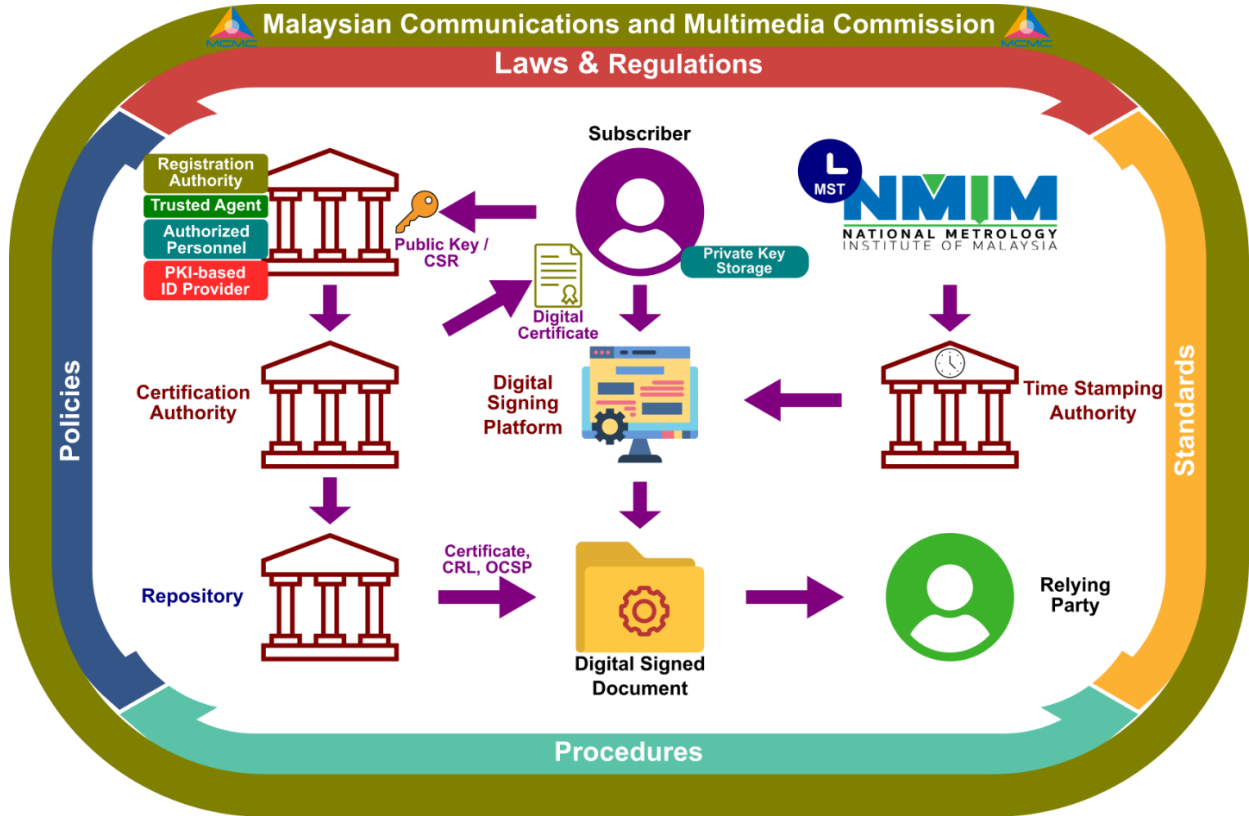 MCMC
Malaysian Communications and Multimedia Commission
MCMC
Laws & Regulations
Policies
Standards
Procedures
Registration
Authority
Trusted Agent
Authorized
Personnel
PKI-based
ID Provider
Public Key /
CSR
Subscriber
Private Key
Storage
MST
NMIM
NATIONAL METROLOGY
INSTITUTE OF MALAYSIA
Digital
Certificate
Certification
Authority
Digital
Signing
Platform
Time Stamping
Authority
Repository
Certificate,
CRL, OCSP
Digital Signed
Document
Relying
Party